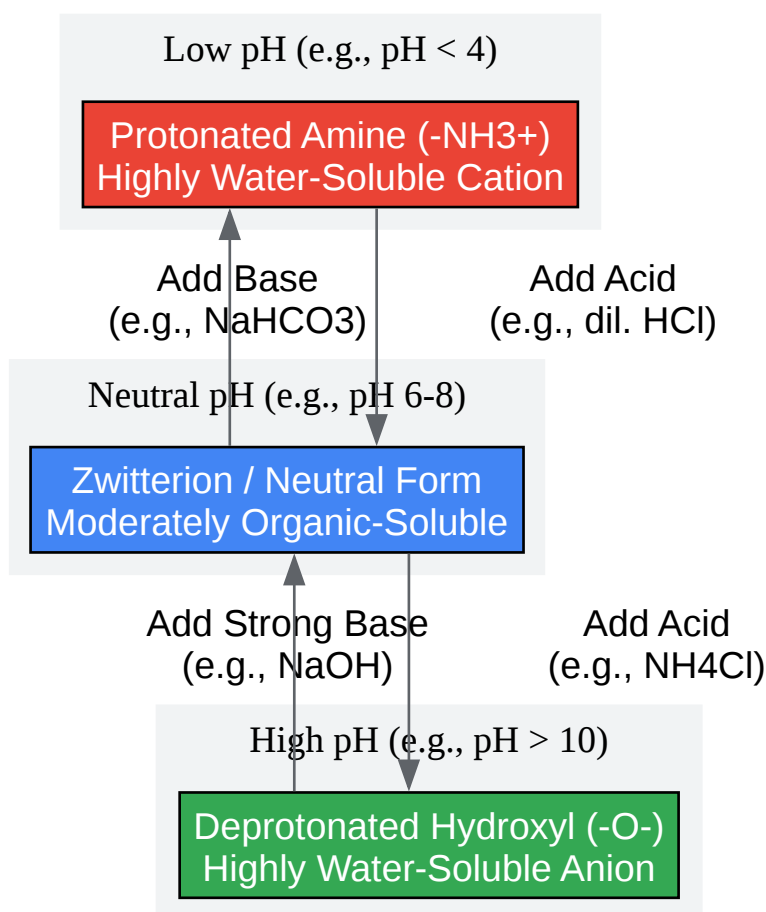 Low pH (e.g., pH < 4)
Protonated Amine (-NH3+)
Highly Water-Soluble Cation
Add Base
(e.g., NaHCO3)
Add Acid
(e.g., dil. HCl)
Neutral pH (e.g., pH 6-8)
Zwitterion / Neutral Form
Moderately Organic-Soluble
Add Strong Base
(e.g., NaOH)
Add Acid
(e.g., NH4Cl)
High pH (e.g., pH > 10)
Deprotonated Hydroxyl (-O-)
Highly Water-Soluble Anion